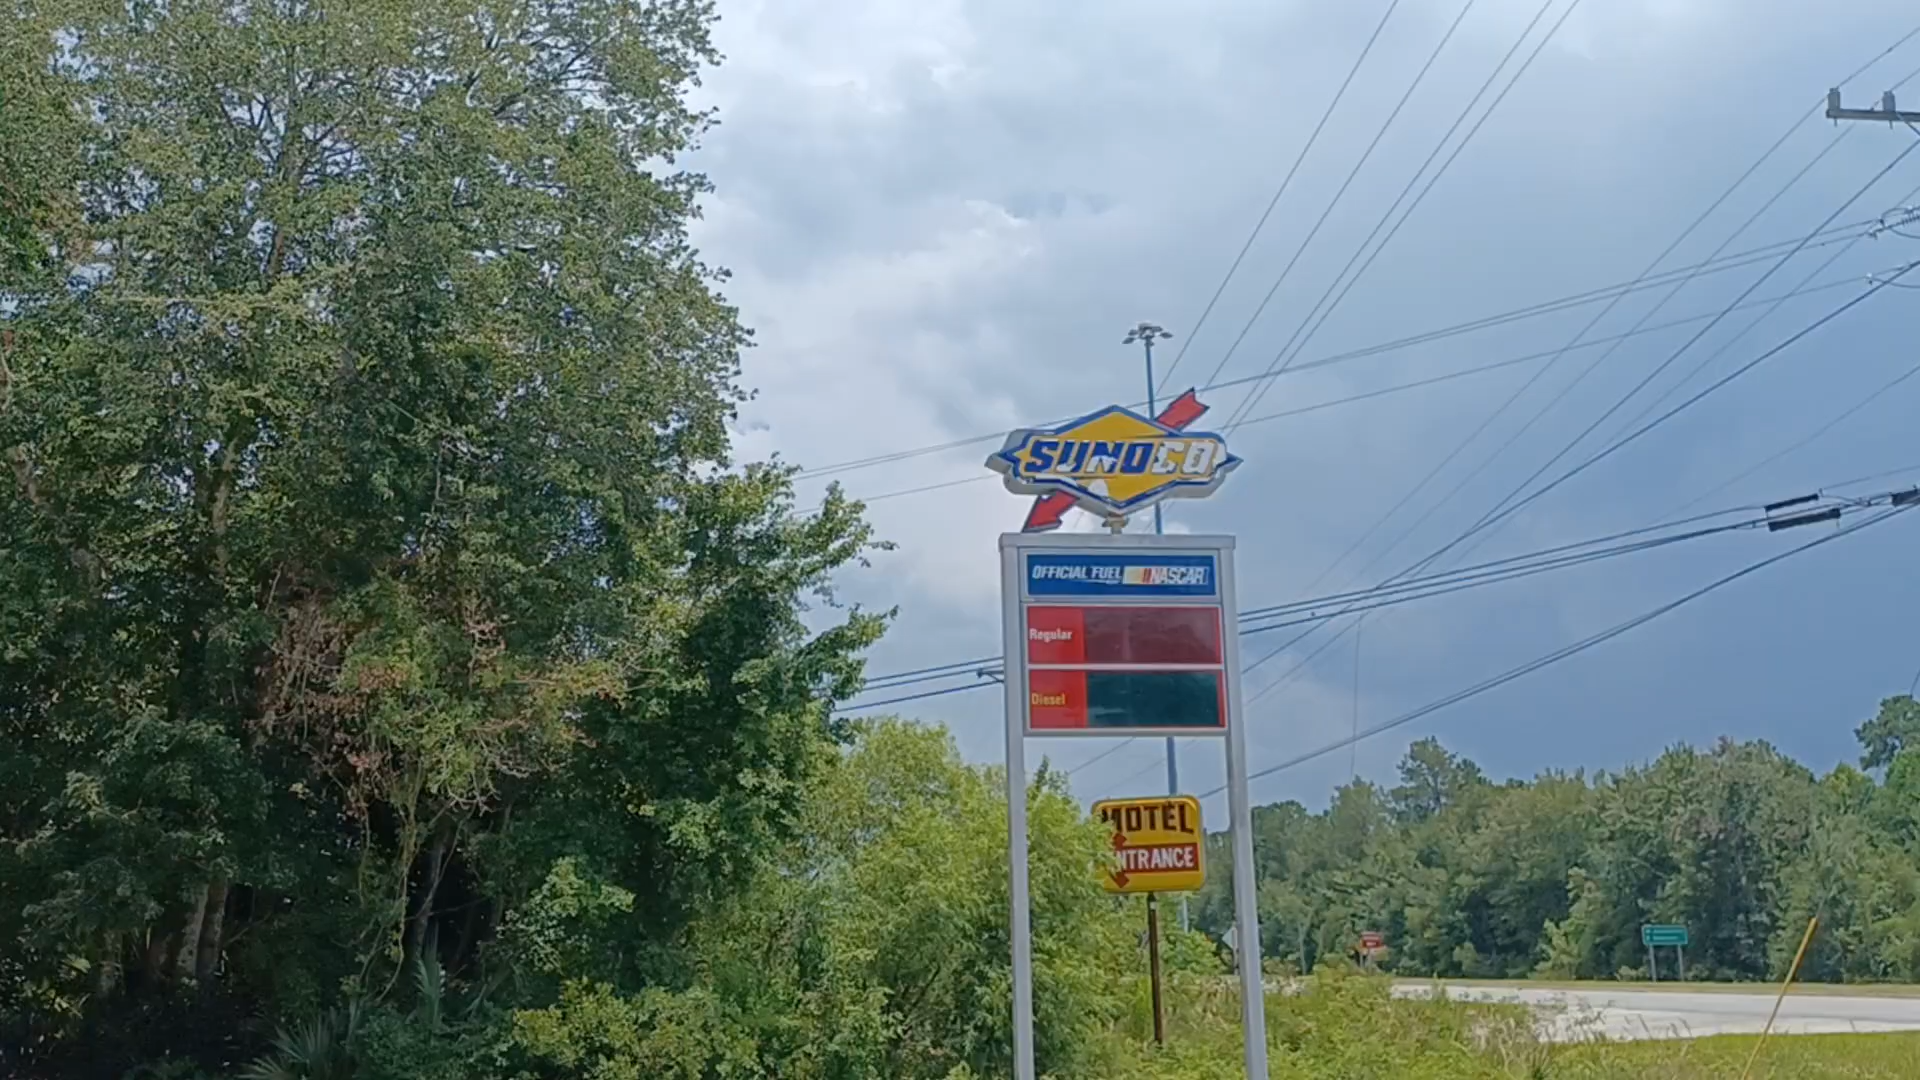 SUNOCO
OFFICIAL FUEL NASCAR
Regular
Diesel
MOTEL
ENTRANCE